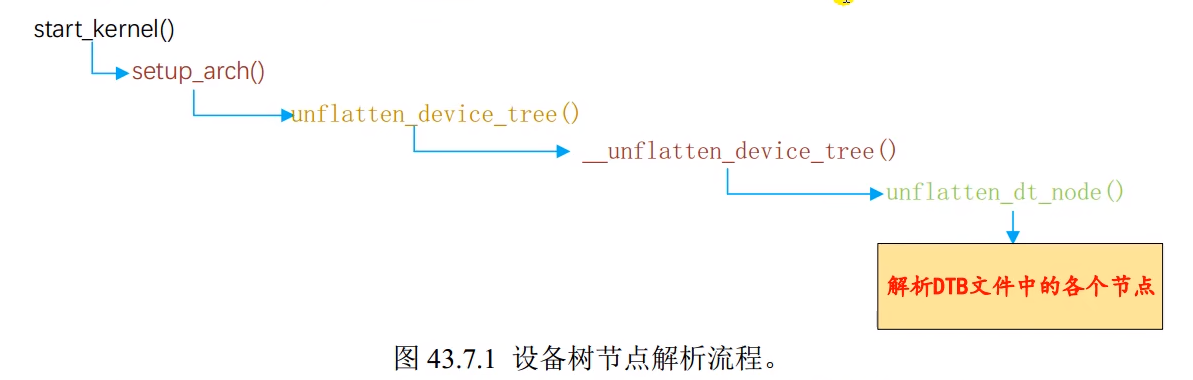 start_kernel()
setup_arch()
unflatten_device_tree()
__unflatten_device_tree()
unflatten_dt_node()
解析DTB文件中的各个节点
图 43.7.1 设备树节点解析流程。